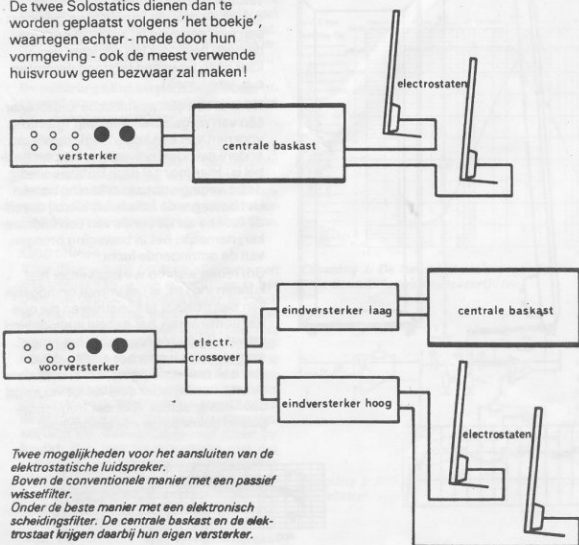 De twee Solostatics dienen dan te
worden geplaatst volgens 'het boekje',
waartegen echter - mede door hun
vormgeving - ook de meest verwende
huisvrouw geen bezwaar zal maken!
electrostaten
versterker
centrale baskast
eindversterker laag
centrale baskast
electr.
crossover
voorversterker
eindversterker hoog
electrostaten
Twee mogelijkheden voor het aansluiten van de
elektrostatische luidspreker.
Boven de conventionele manier met een passief
wisselfilter.
Onder de beste manier met een elektronisch
scheidingsfilter. De centrale baskast en de elek-
trostaat krijgen daarbij hun eigen versterker.